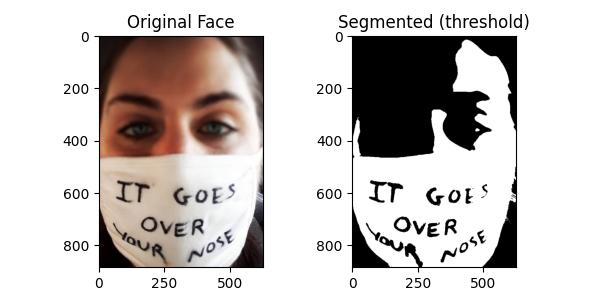 Original Face
Segmented (threshold)
0
200
400
600
800
0
250
500
IT GOES
OVER
YOUR NOSE
0
200
400
600
800
0
250
500
IT GOES
OVER
YOUR NOSE